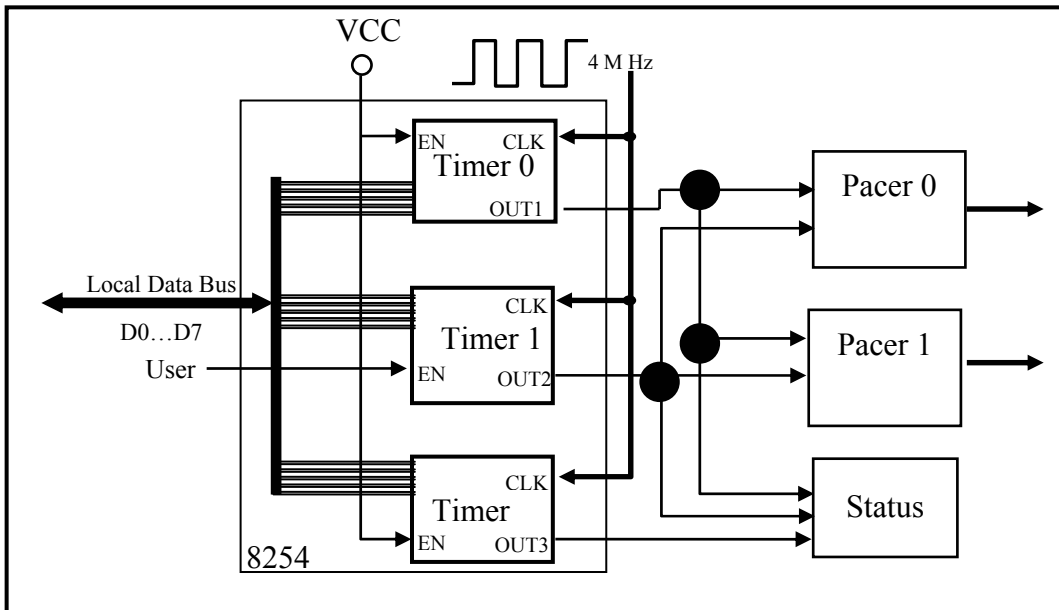 VCC
4 M Hz
EN
CLK
Timer 0
OUT1
Pacer 0
Local Data Bus
D0…D7
User
CLK
Timer 1
EN
OUT2
Pacer 1
CLK
Timer
EN
OUT3
Status
8254